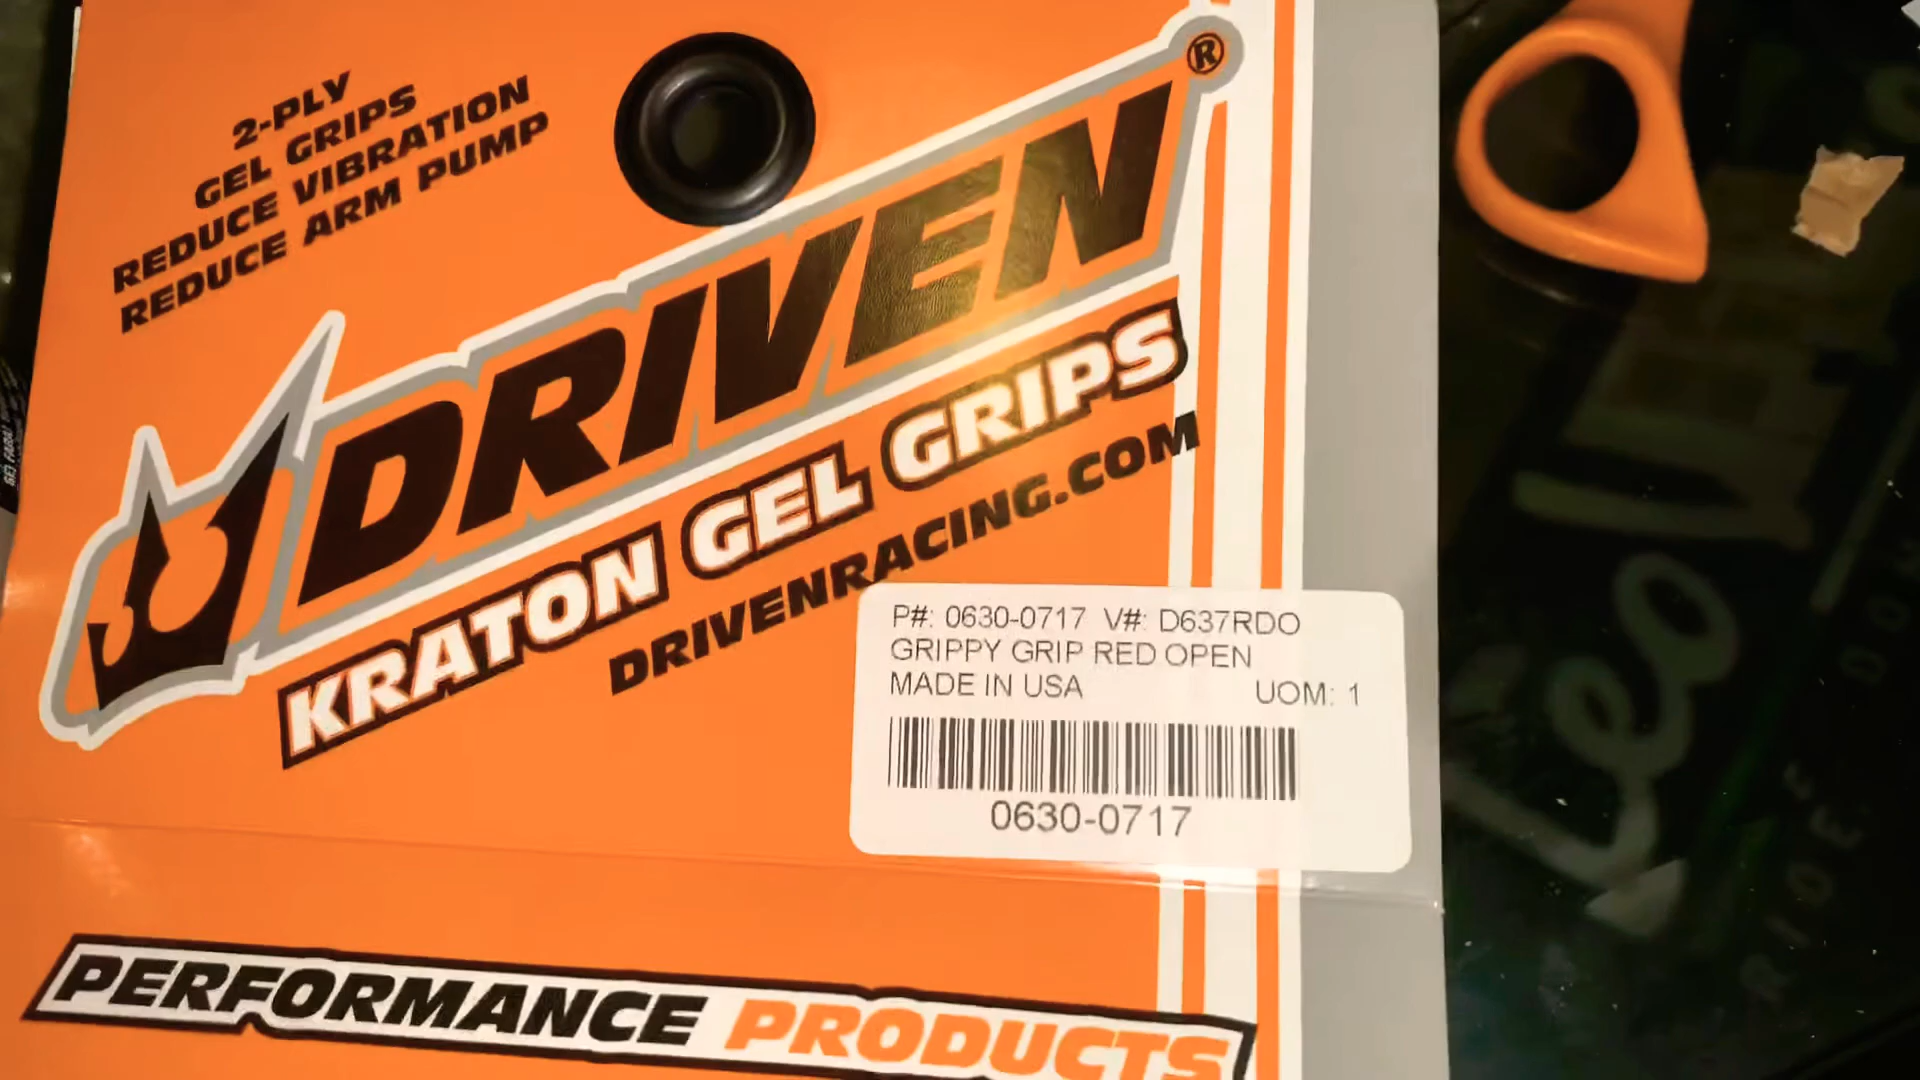 2-PLY
GEL GRIPS
REDUCE VIBRATION
REDUCE ARM PUMP
DRIVEN®
KRATON GEL GRIPS
DRIVENRACING.COM
P#: 0630-0717 V#: D637RDO
GRIPPY GRIP RED OPEN
MADE IN USA UOM: 1
0630-0717
PERFORMANCE PRODUCTS